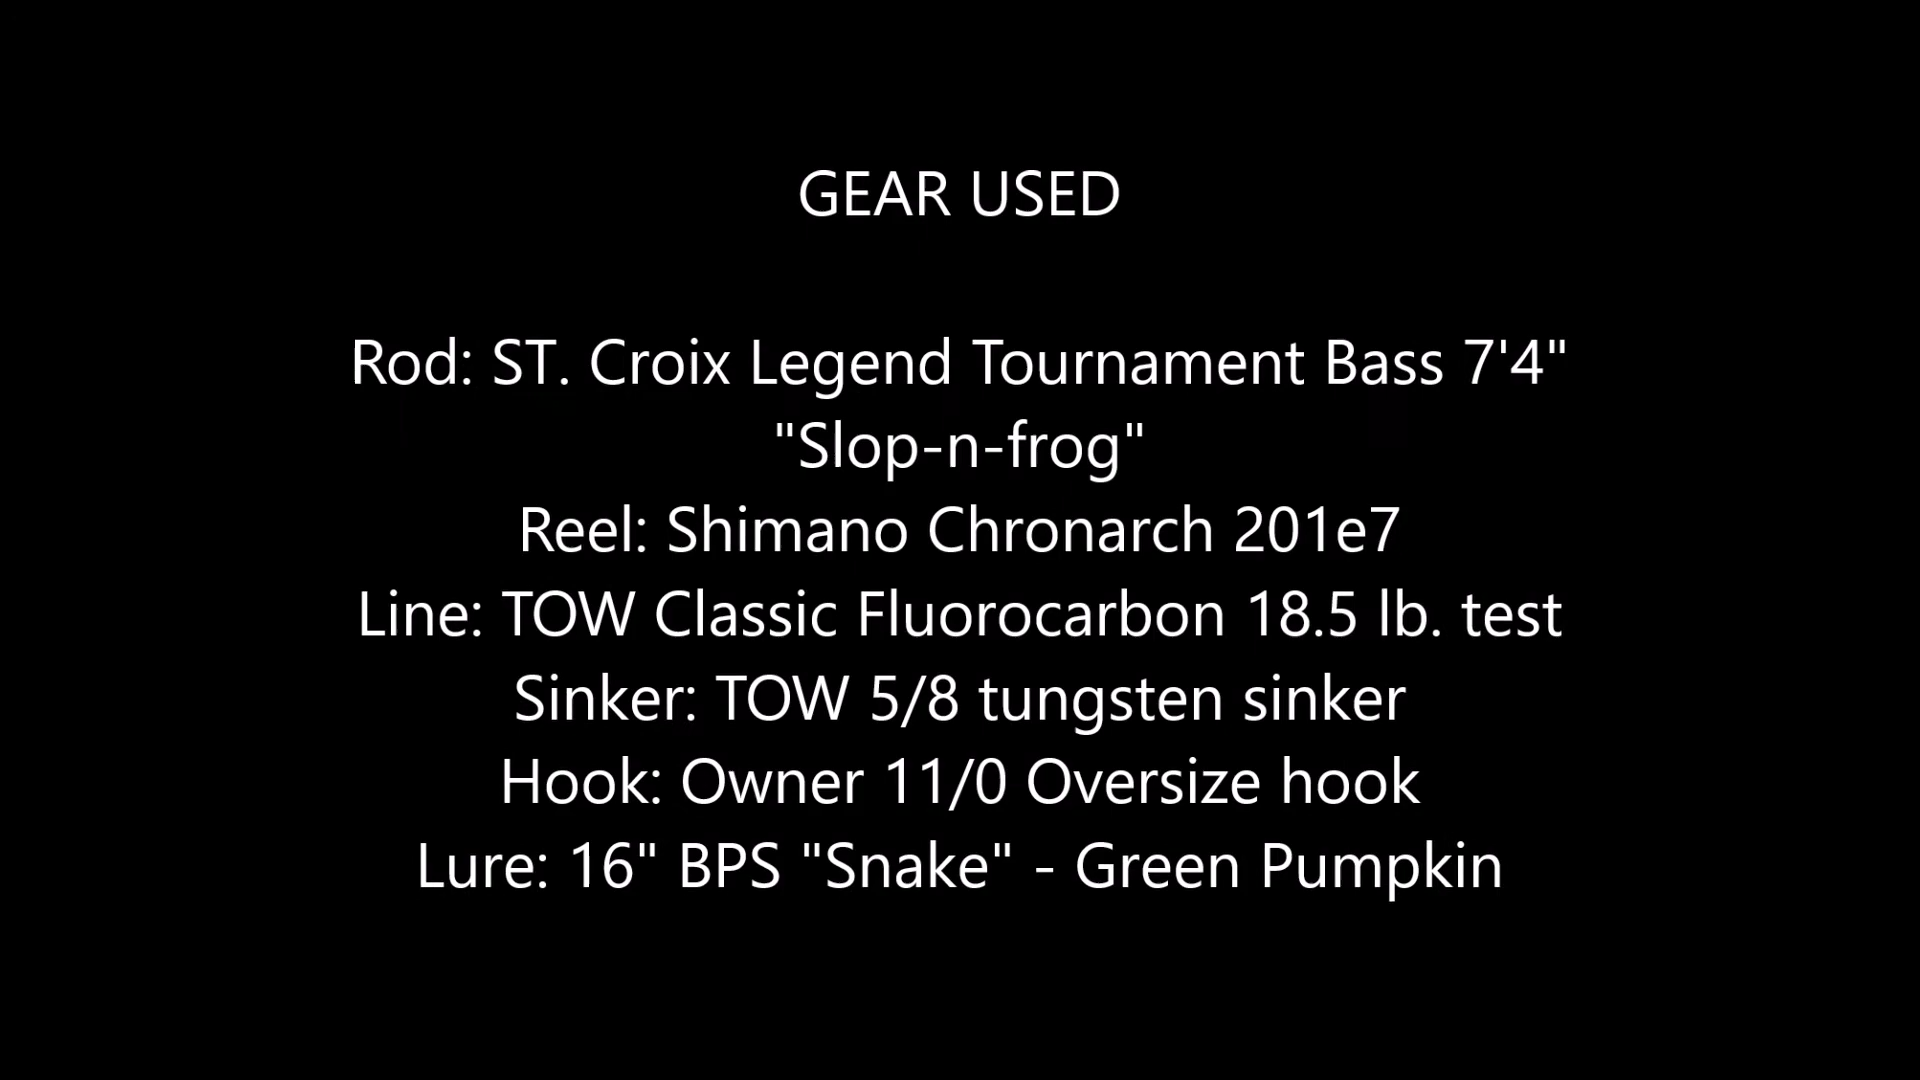 GEAR USED
Rod: ST. Croix Legend Tournament Bass 7'4"
"Slop-n-frog"
Reel: Shimano Chronarch 201e7
Line: TOW Classic Fluorocarbon 18.5 lb. test
Sinker: TOW 5/8 tungsten sinker
Hook: Owner 11/0 Oversize hook
Lure: 16" BPS "Snake" - Green Pumpkin